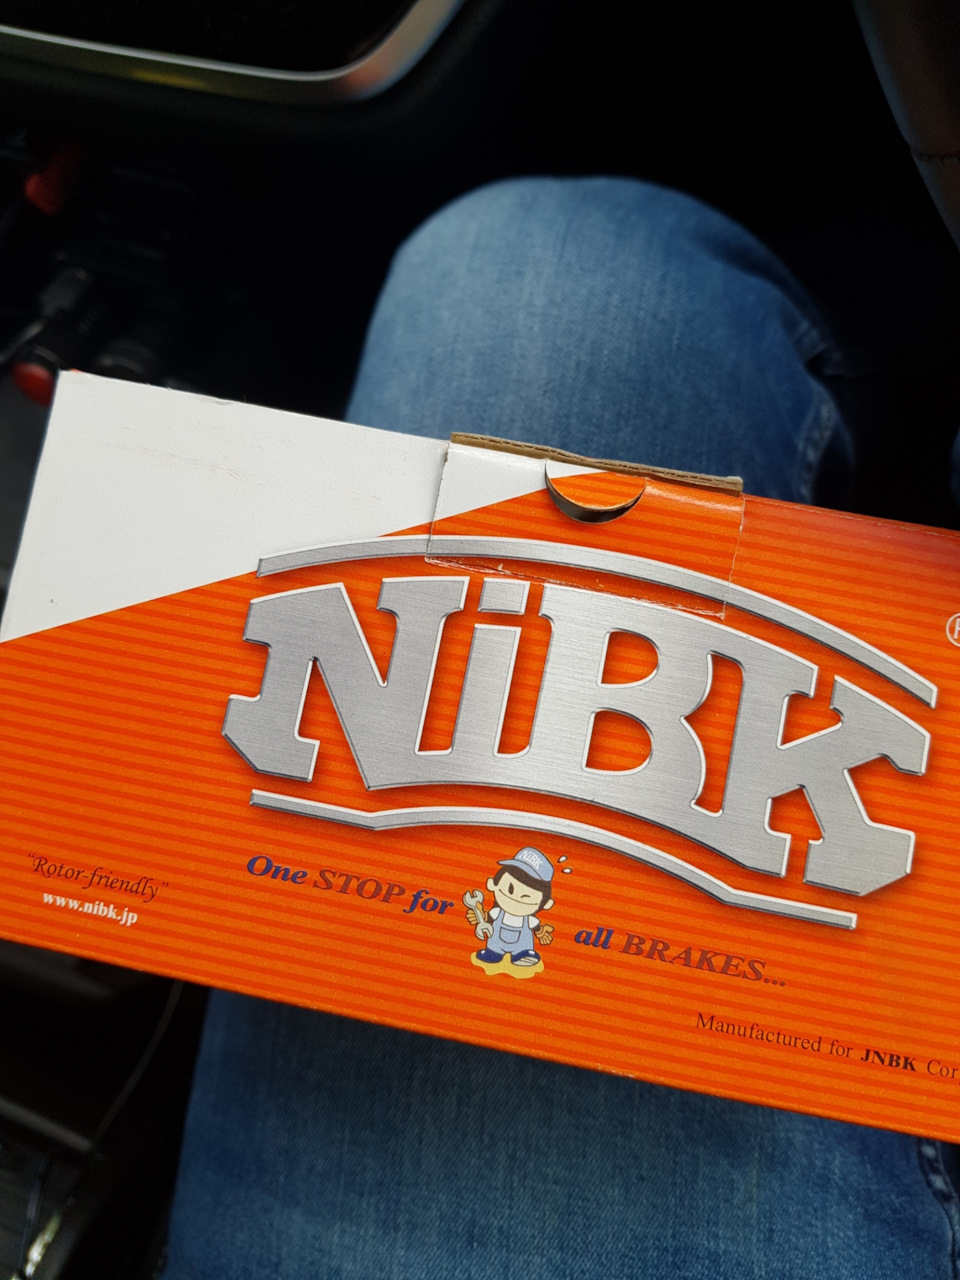 NiBK
"Rotor-friendly"
www.nibk.jp
One STOP for
NiBK
all BRAKES...
Manufactured for JNBK